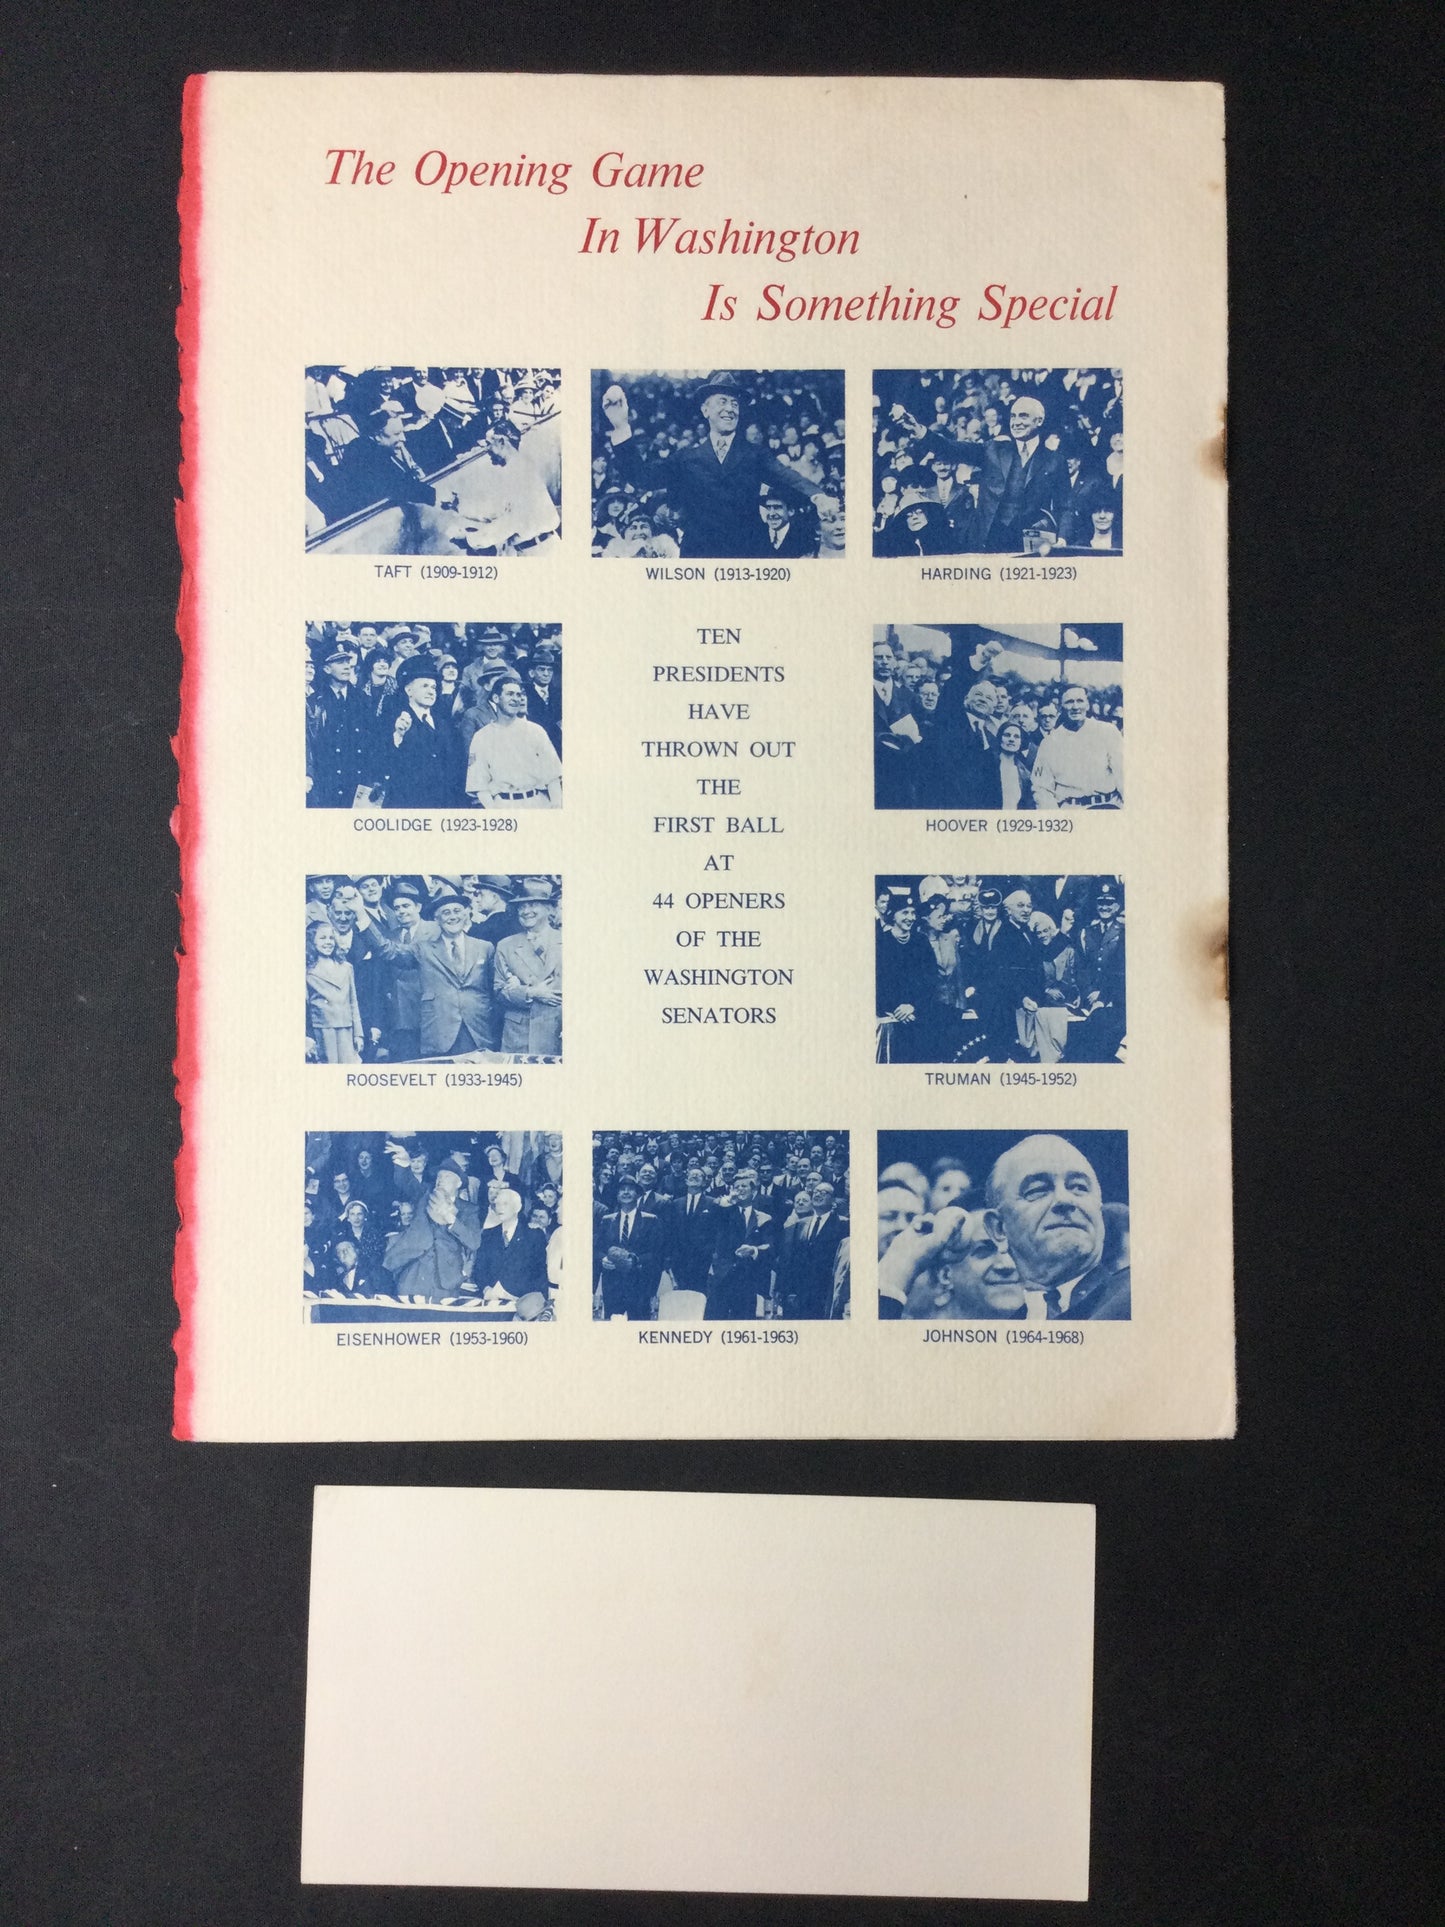 The Opening Game
In Washington
Is Something Special
TAFT (1909-1912)
WILSON (1913-1920)
HARDING (1921-1923)
COOLIDGE (1923-1928)
TEN
PRESIDENTS
HAVE
THROWN OUT
THE
FIRST BALL
AT
44 OPENERS
OF THE
WASHINGTON
SENATORS
HOOVER (1929-1932)
ROOSEVELT (1933-1945)
TRUMAN (1945-1952)
EISENHOWER (1953-1960)
KENNEDY (1961-1963)
JOHNSON (1964-1968)